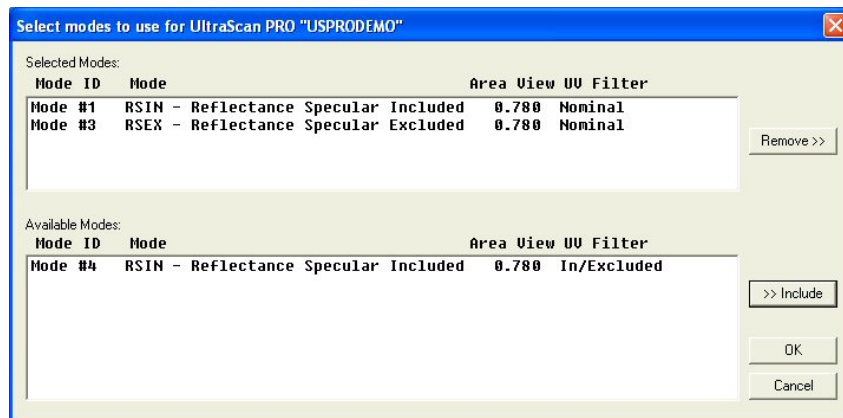 Select modes to use for UltraScan PRO "USPRODEMO"
Selected Modes:
Mode ID Mode Area View UV Filter
Mode #1 RSIN - Reflectance Specular Included 0.780 Nominal
Mode #3 RSEX - Reflectance Specular Excluded 0.780 Nominal
Remove >>
Available Modes:
Mode ID Mode Area View UV Filter
Mode #4 RSIN - Reflectance Specular Included 0.780 In/Excluded
>> Include
OK
Cancel